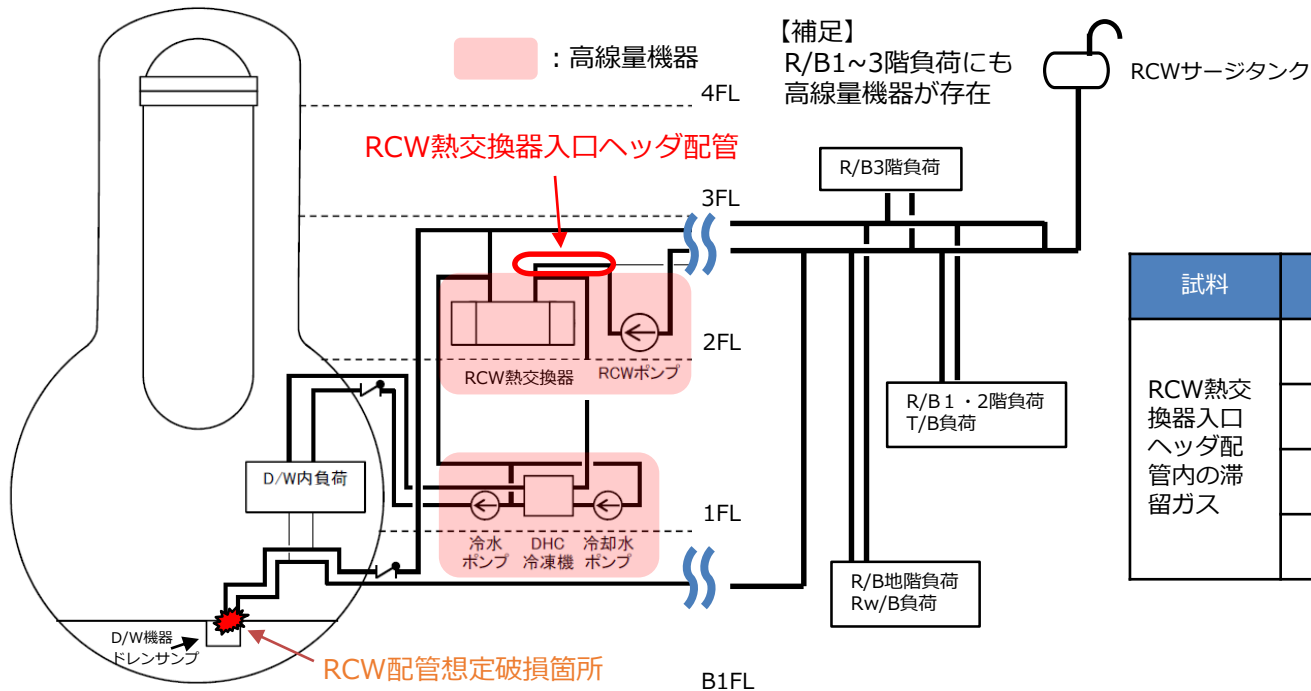 ：高線量機器
【補足】
R/B1~3階負荷にも
高線量機器が存在
RCWサージタンク
4FL
RCW熱交換器入口ヘッダ配管
R/B3階負荷
3FL
試料
2FL
RCW熱交換器
RCWポンプ
RCW熱交
換器入口
ヘッダ配
管内の滞
留ガス
R/B１・2階負荷
T/B負荷
D/W内負荷
1FL
冷水
ポンプ
DHC
冷凍機
冷却水
ポンプ
R/B地階負荷
Rw/B負荷
D/W機器
ドレンサンプ
RCW配管想定破損箇所
B1FL